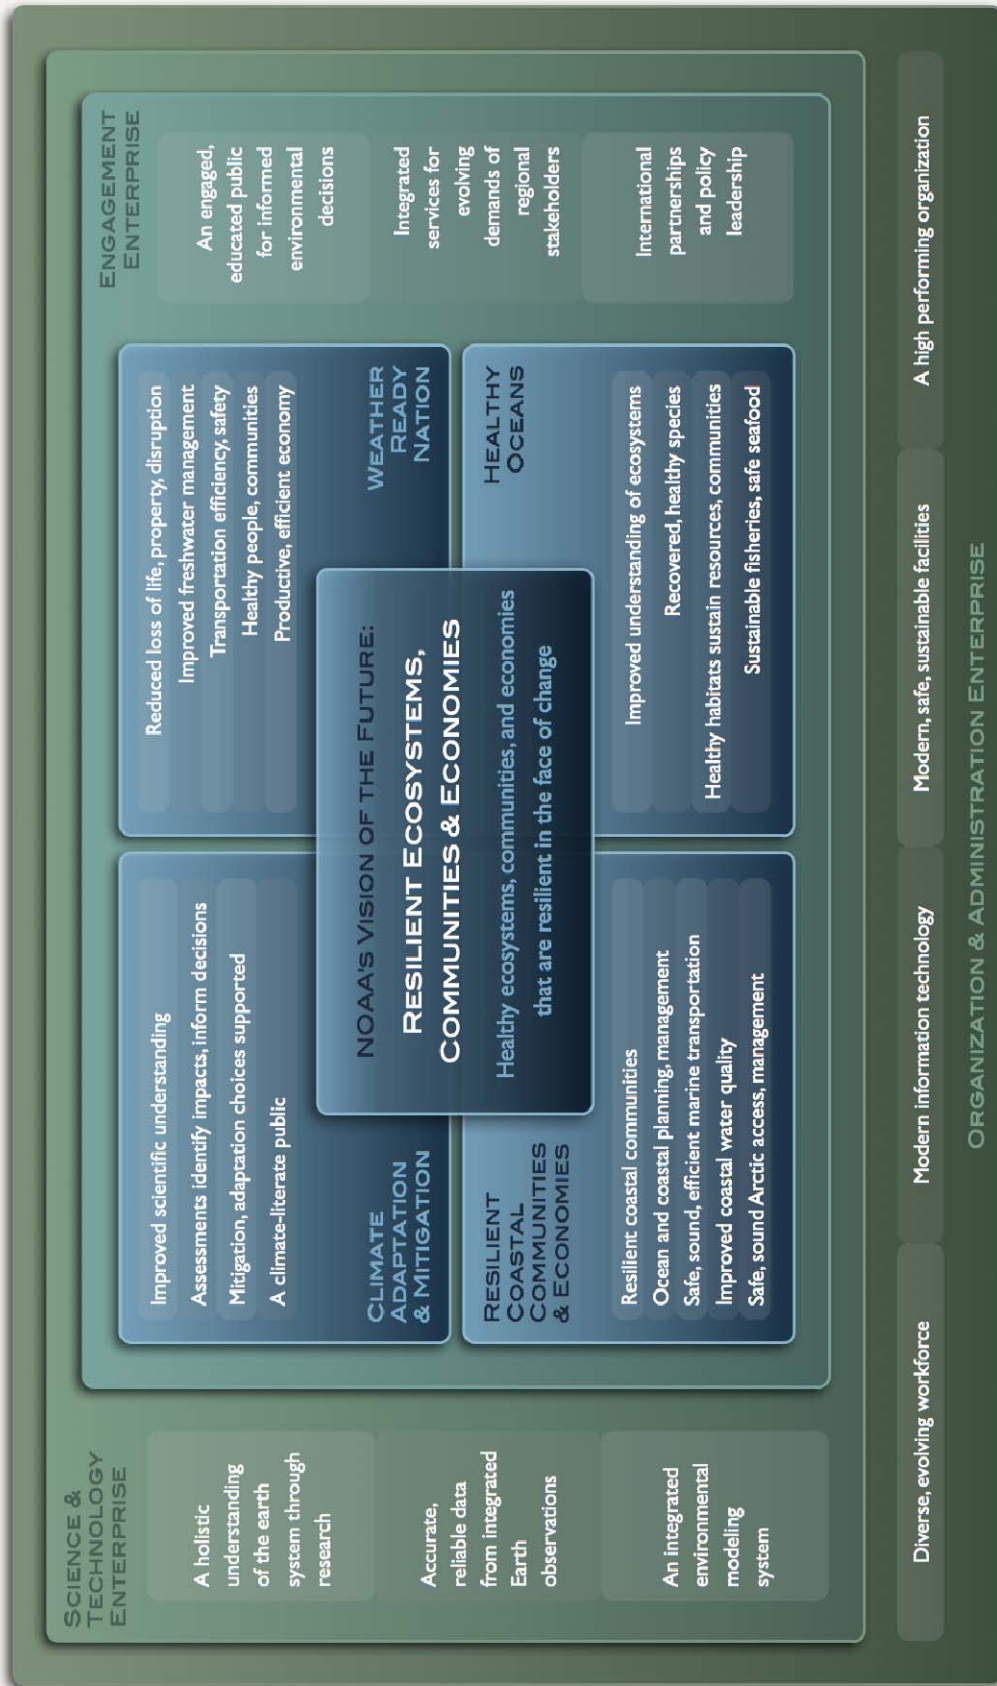 SCIENCE &
TECHNOLOGY
ENTERPRISE
A holistic
understanding
of the earth
system through
research
Accurate,
reliable data
from integrated
Earth
observations
An integrated
environmental
modeling
system
Improved scientific understanding
Assessments identify impacts, inform decisions
Mitigation, adaptation choices supported
A climate-literate public
CLIMATE
ADAPTATION
& MITIGATION
Reduced loss of life, property, disruption
Improved freshwater management
Transportation efficiency, safety
Healthy people, communities
Productive, efficient economy
WEATHER
READY
NATION
NOAA'S VISION OF THE FUTURE:
RESILIENT ECOSYSTEMS,
COMMUNITIES & ECONOMIES
Healthy ecosystems, communities, and economies
that are resilient in the face of change
RESILIENT
COASTAL
COMMUNITIES
& ECONOMIES
Resilient coastal communities
Ocean and coastal planning, management
Safe, sound, efficient marine transportation
Improved coastal water quality
Safe, sound Arctic access, management
HEALTHY
OCEANS
Improved understanding of ecosystems
Recovered, healthy species
Healthy habitats sustain resources, communities
Sustainable fisheries, safe seafood
ENGAGEMENT
ENTERPRISE
An engaged,
educated public
for informed
environmental
decisions
Integrated
services for
evolving
demands of
regional
stakeholders
International
partnerships
and policy
leadership
Diverse, evolving workforce
Modern information technology
Modern, safe, sustainable facilities
A high performing organization
ORGANIZATION & ADMINISTRATION ENTERPRISE